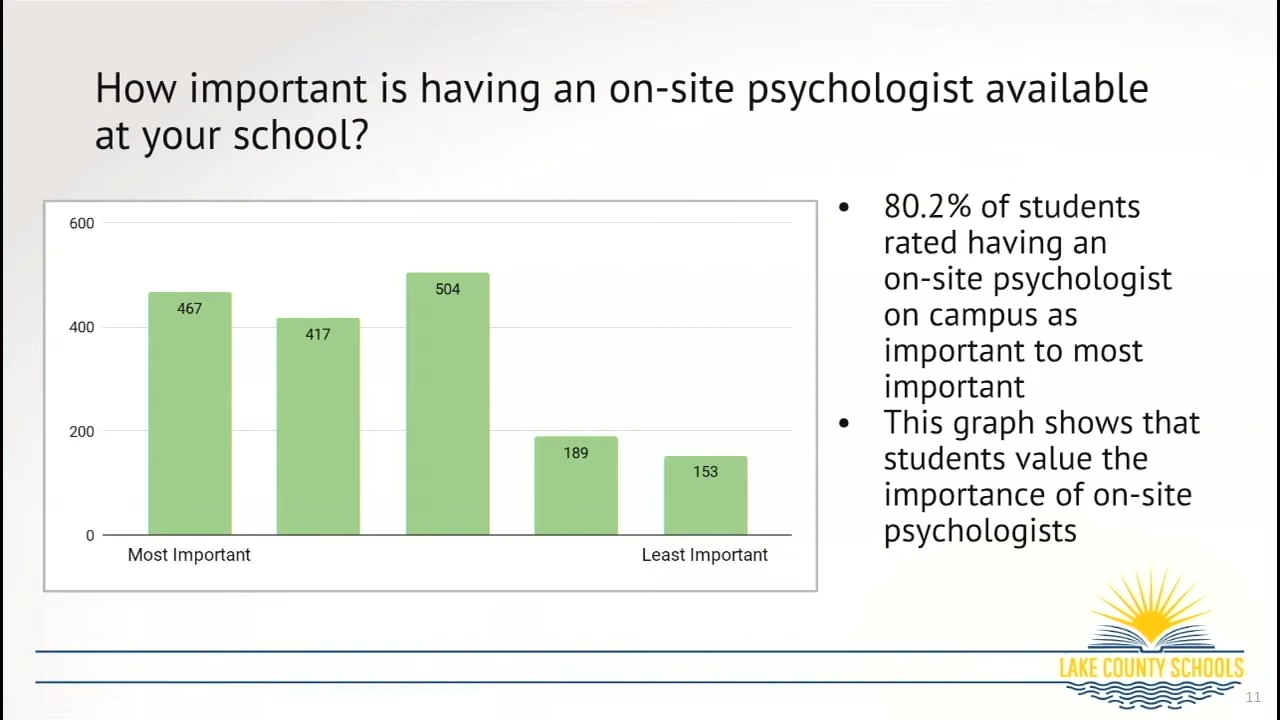 How important is having an on-site psychologist available
at your school?
600
400
200
0
467
417
504
189
153
Most Important
Least Important
• 80.2% of students
rated having an
on-site psychologist
on campus as
important to most
important
• This graph shows that
students value the
importance of on-site
psychologists
LAKE COUNTY SCHOOLS
11